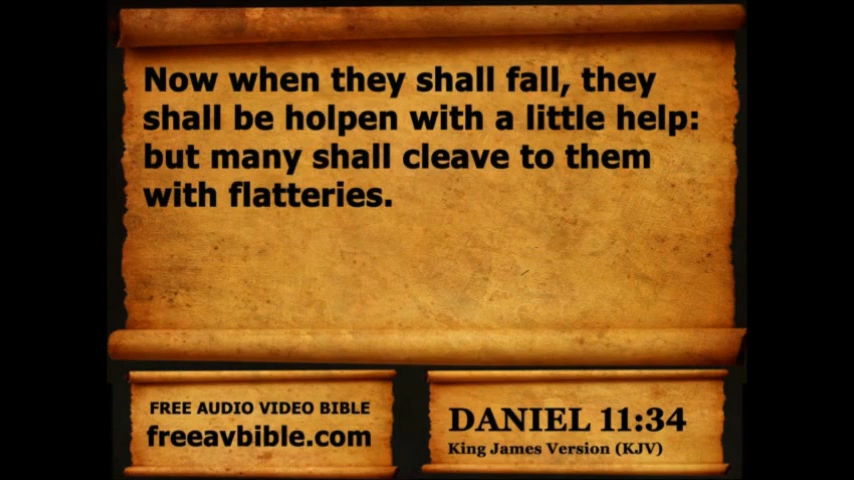 Now when they shall fall, they
shall be holpen with a little help:
but many shall cleave to them
with flatteries.
FREE AUDIO VIDEO BIBLE
freeavbible.com
DANIEL 11:34
King James Version (KJV)